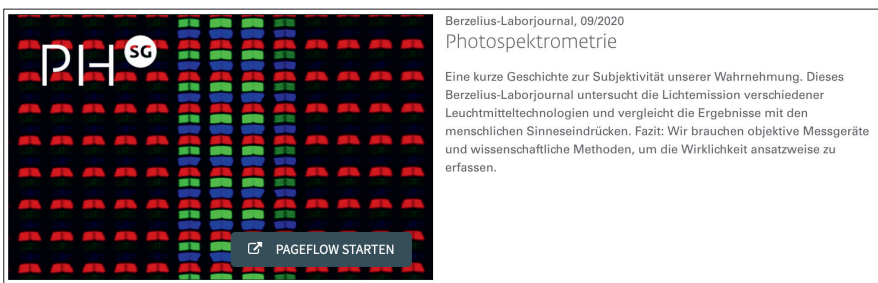 PH SG
PAGEFLOW STARTEN
Berzelius-Laborjournal, 09/2020
Photospektrometrie
Eine kurze Geschichte zur Subjektivität unserer Wahrnehmung. Dieses
Berzelius-Laborjournal untersucht die Lichtemission verschiedener
Leuchtmitteltechnologien und vergleicht die Ergebnisse mit den
menschlichen Sinneseindrücken. Fazit: Wir brauchen objektive Messgeräte
und wissenschaftliche Methoden, um die Wirklichkeit ansatzweise zu
erfassen.